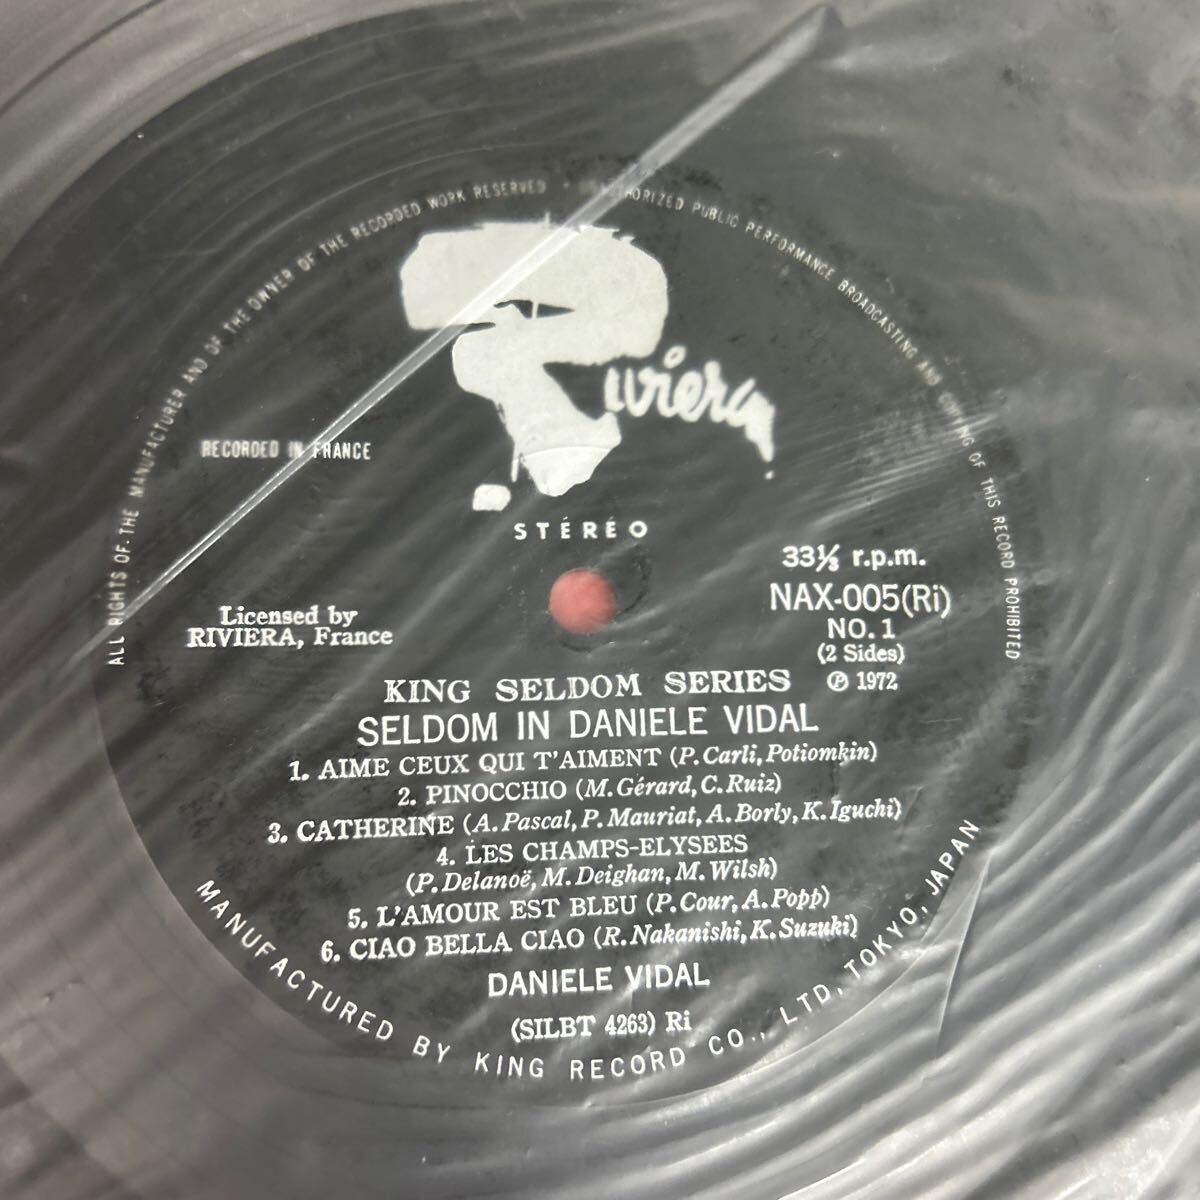 ALL RIGHTS OF THE MANUFACTURER AND OF THE OWNER OF THE RECORDED WORK RESERVED • UNAUTHORIZED PUBLIC PERFORMANCE BROADCASTING AND COPYING OF THIS RECORD PROHIBITED
Riviera
RECORDED IN FRANCE
STÉRÉO
33⅓ r.p.m.
NAX-005(Ri)
NO. 1
(2 Sides)
℗ 1972
Licensed by
RIVIERA, France
KING SELDOM SERIES
SELDOM IN DANIELE VIDAL
1. AIME CEUX QUI T'AIMENT (P. Carli, Potiomkin)
2. PINOCCHIO (M. Gérard, C. Ruiz)
3. CATHERINE (A. Pascal, P. Mauriat, A. Borly, K. Iguchi)
4. LES CHAMPS-ELYSEES
(P. Delanoë, M. Deighan, M. Wilsh)
5. L'AMOUR EST BLEU (P. Cour, A. Popp)
6. CIAO BELLA CIAO (R. Nakanishi, K. Suzuki)
DANIELE VIDAL
(SILBT 4263) Ri
MANUFACTURED BY KING RECORD CO., LTD, TOKYO, JAPAN